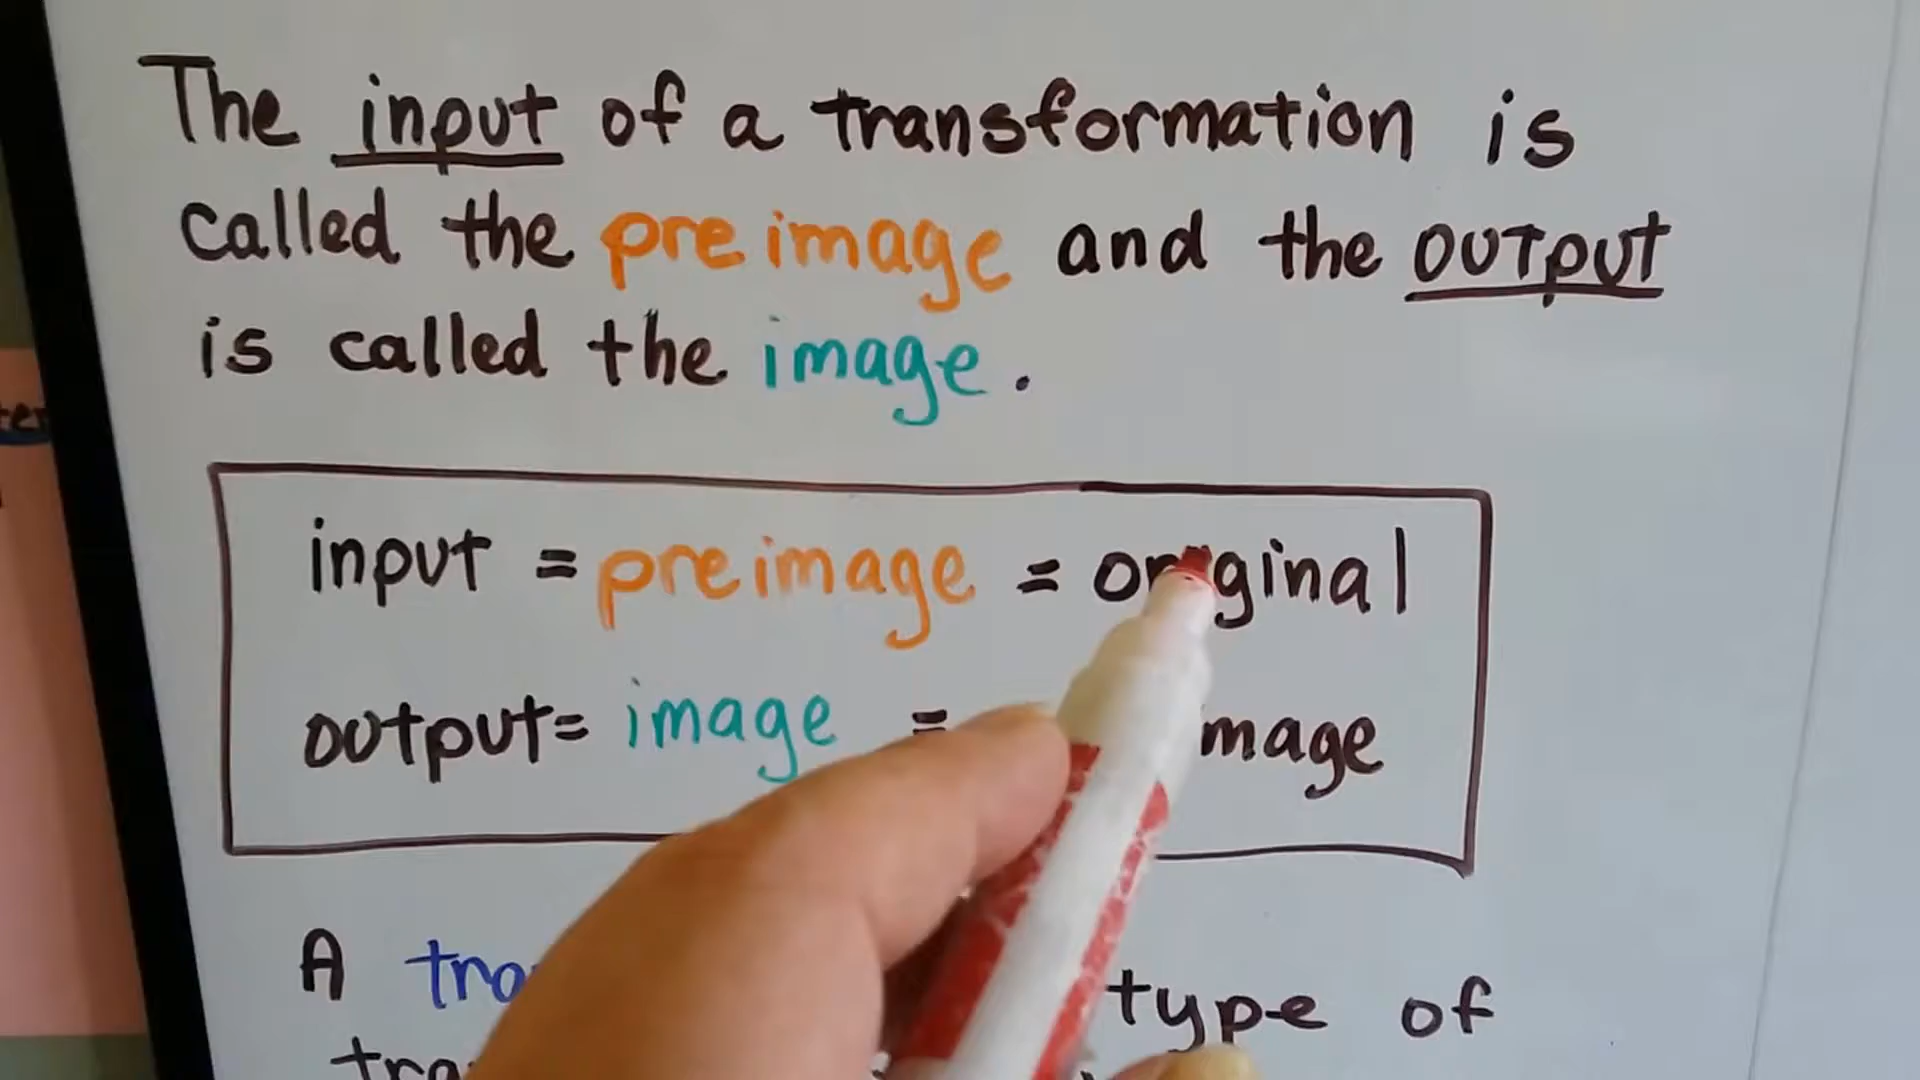 The input of a transformation is
called the preimage and the output
is called the image.
input = preimage = original
output = image =
A type of